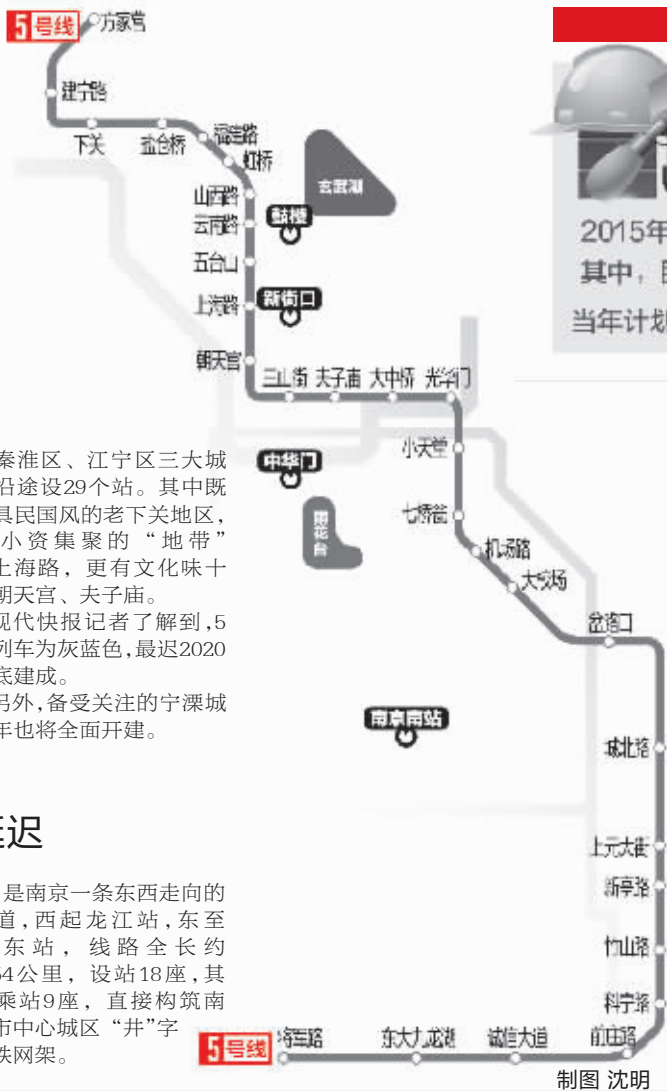 5号线
方家营
建宁路
下关
盐仓桥
福建路
虹桥
山西路
云南路
五台山
上海路
朝天宫
玄武湖
鼓楼
新街口
三山街 夫子庙 大中桥 光华门
中华门
雨花台
小天堂
七桥瓮
机场路
大校场
岔路口
南京南站
城北路
上元大街
新亭路
竹山路
科宁路
前庄路
诚信大道
东大九龙湖
将军路
5号线
制图 沈明
2015年
其中，
当年计划
秦淮区、江宁区三大城
沿途设29个站。其中既
具民国风的老下关地区，
小资集聚的“地带”
上海路，更有文化味十
朝天宫、夫子庙。
现代快报记者了解到，5
列车为灰蓝色，最迟2020
底建成。
另外，备受关注的宁溧城
年也将全面开建。
迟
是南京一条东西走向的
道，西起龙江站，东至
东站，线路全长约
54公里，设站18座，其
乘站9座，直接构筑南
市中心城区“井”字
铁网架。